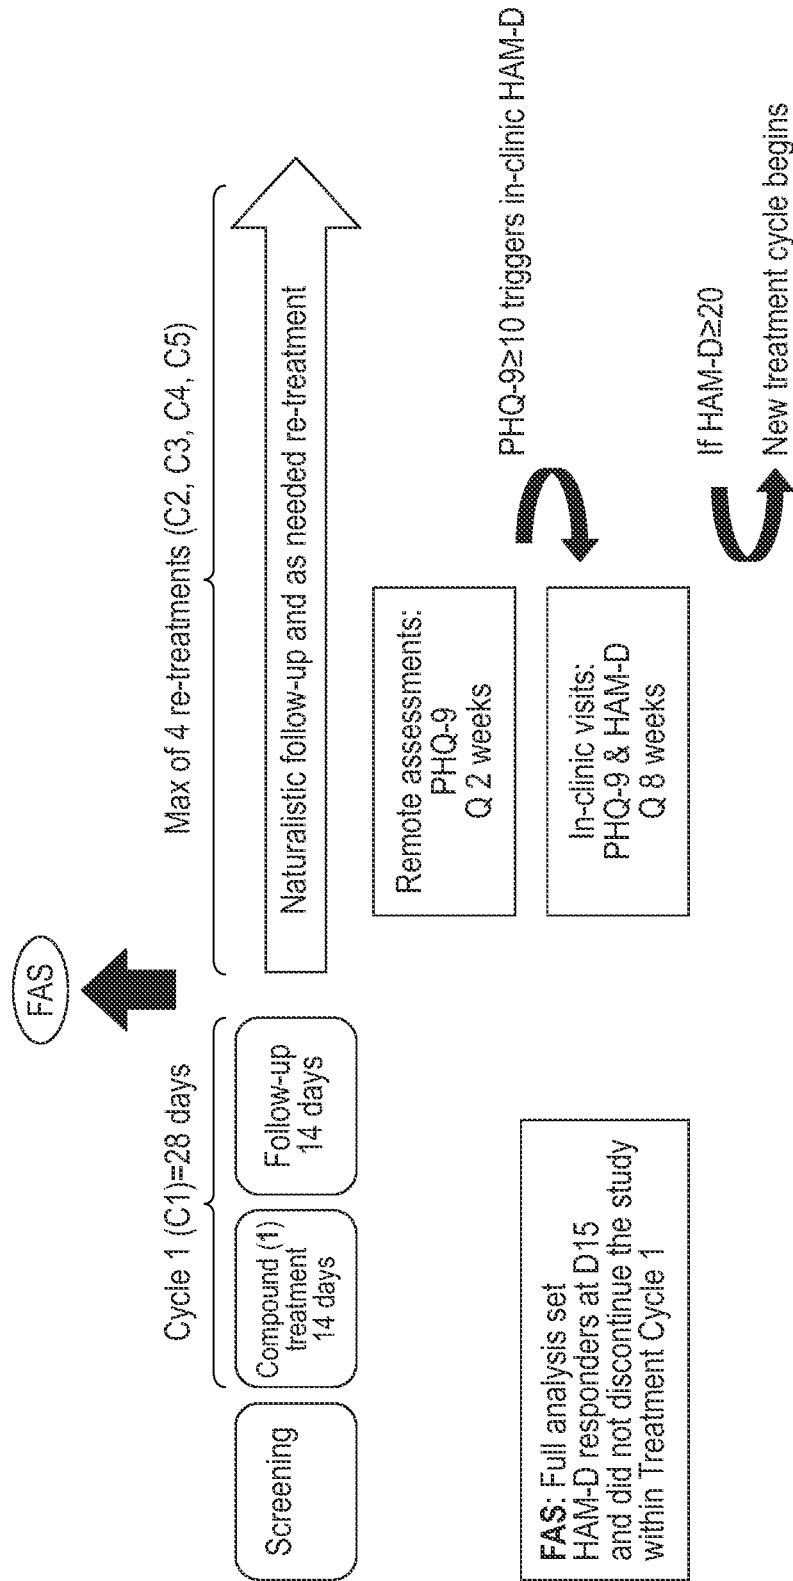 FAS
Cycle 1 (C1)=28 days
Max of 4 re-treatments (C2, C3, C4, C5)
Screening
Compound (1)
treatment
14 days
Follow-up
14 days
Naturalistic follow-up and as needed re-treatment
Remote assessments:
PHQ-9
Q 2 weeks
PHQ-9≥10 triggers in-clinic HAM-D
In-clinic visits:
PHQ-9 & HAM-D
Q 8 weeks
If HAM-D≥20
New treatment cycle begins
FAS: Full analysis set
HAM-D responders at D15
and did not discontinue the study
within Treatment Cycle 1